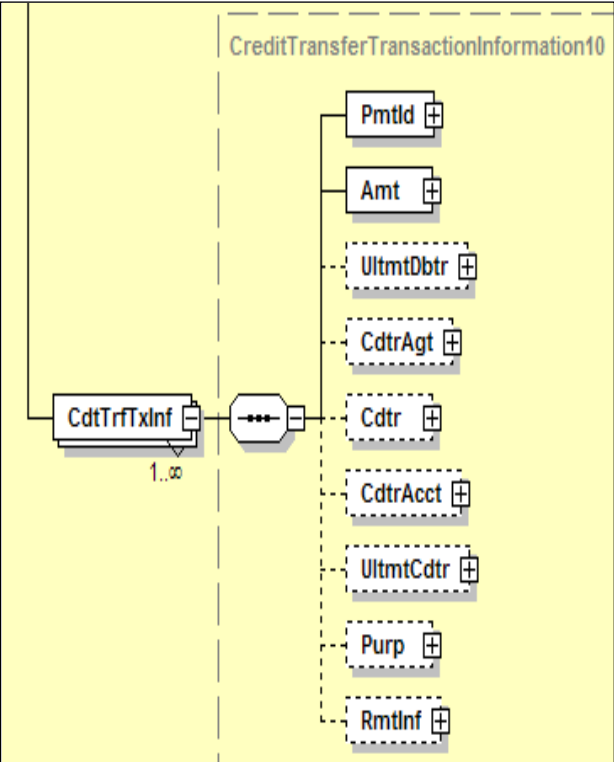 CreditTransferTransactionInformation10
PmtId
Amt
UltmtDbtr
CdtrAgt
CdtTrfTxInf
1..∞
Cdtr
CdtrAcct
UltmtCdtr
Purp
RmtInf